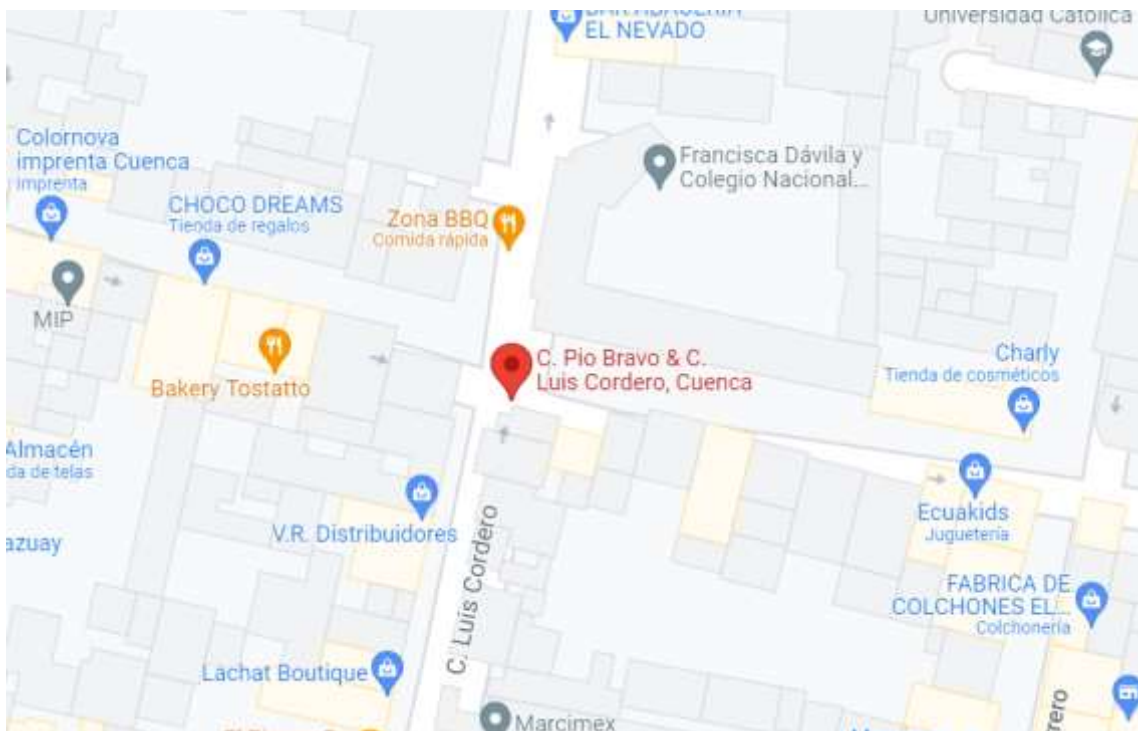 EL NEVADO
Universidad Católica
Colornova
imprenta Cuenca
imprenta
Francisca Dávila y
Colegio Nacional...
CHOCO DREAMS
Tienda de regalos
Zona BBQ
Comida rápida
MIP
Bakery Tostatto
C. Pio Bravo & C.
Luis Cordero, Cuenca
Charly
Tienda de cosméticos
Almacén
da de telas
azuay
V.R. Distribuidores
Ecuakids
Juguetería
C. Luis Cordero
FABRICA DE
COLCHONES EL...
Colchonería
Lachat Boutique
Marcimex
rero